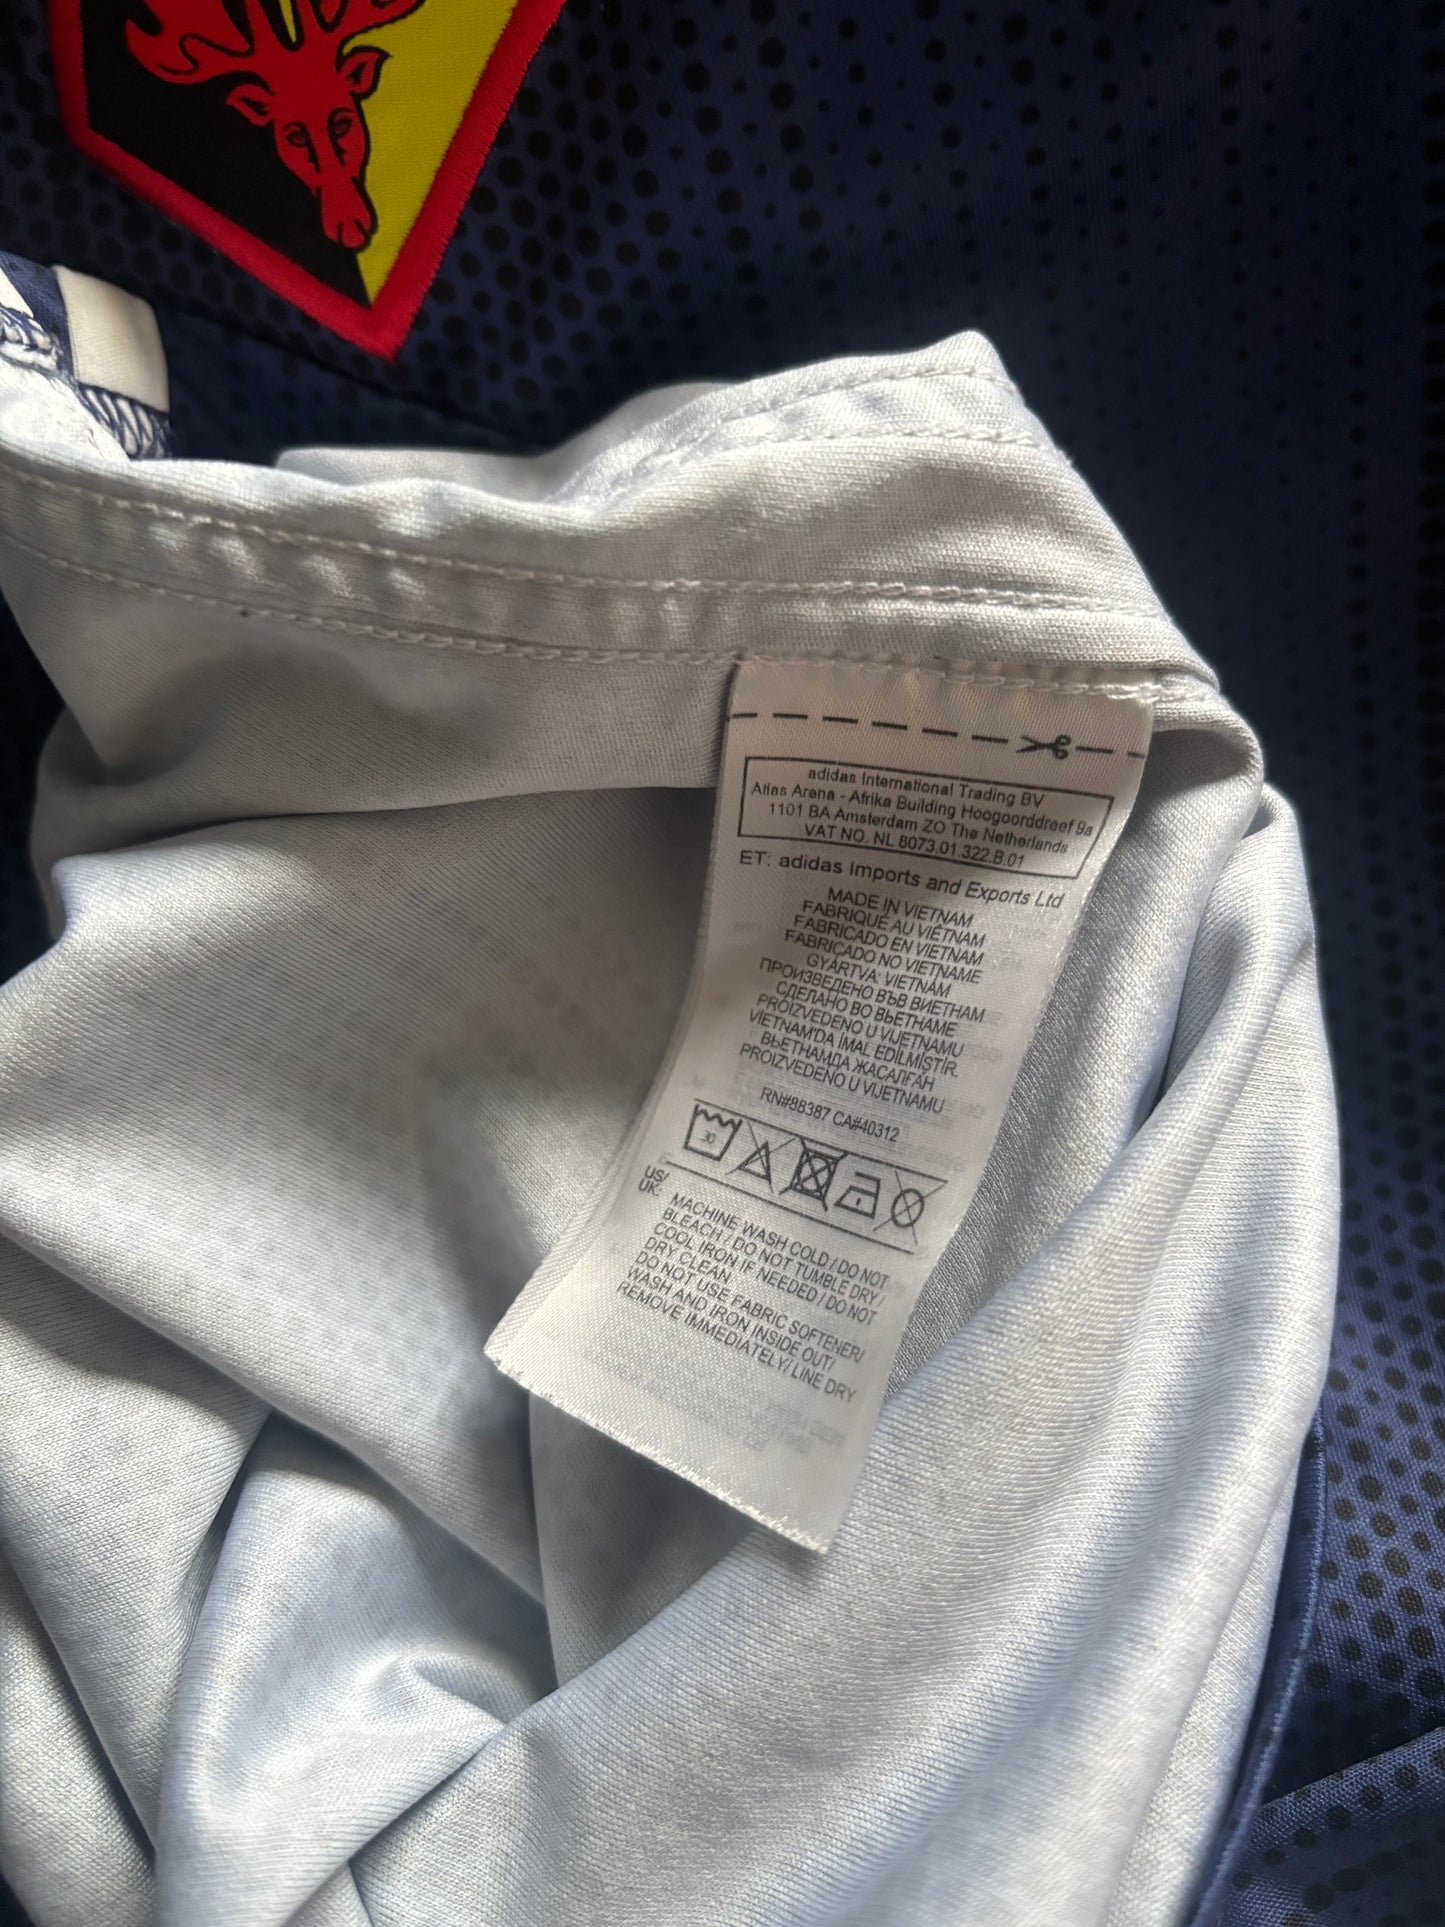 adidas International Trading BV
Atlas Arena - Afrika Building Hoogoorddreef 9a
1101 BA Amsterdam ZO The Netherlands
VAT NO. NL 8073.01.322.B.01
ET: adidas Imports and Exports Ltd
MADE IN VIETNAM
FABRIQUÉ AU VIÊTNAM
FABRICADO EN VIETNAM
FABRICADO NO VIETNAME
GYÁRTVA: VIETNÁM
ПРОИЗВЕДЕНО ВЪВ ВИЕТНАМ
СДЕЛАНО ВО ВЬЕТНАМЕ
PROIZVEDENO U VIJETNAMU
VIETNAM'DA İMAL EDİLMİŞTİR.
ВЬЕТНАМДА ЖАСАЛҒАН
PROIZVEDENO U VIJETNAMU
RN#88387 CA#40312
30
US/
UK:
MACHINE WASH COLD / DO NOT
BLEACH / DO NOT TUMBLE DRY /
COOL IRON IF NEEDED / DO NOT
DRY CLEAN
DO NOT USE FABRIC SOFTENER/
WASH AND IRON INSIDE OUT/
REMOVE IMMEDIATELY/ LINE DRY